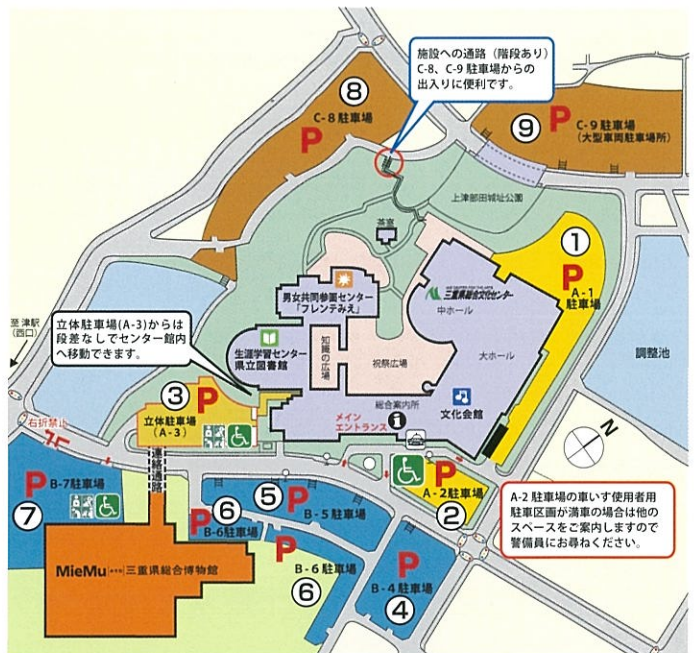 施設への通路（階段あり）
C-8、C-9 駐車場からの
出入りに便利です。
⑧
P
C-8 駐車場
⑨
P
C-9 駐車場
（大型車両駐車場所）
上津部田城址公園
茶室
①
P
A-1
駐車場
男女共同参画センター
「フレンテみえ」
三重県総合文化センター
中ホール
至 津駅
（西口）
立体駐車場(A-3)からは
段差なしでセンター館内
へ移動できます。
生涯学習センター
県立図書館
知識の広場
祝祭広場
大ホール
調整池
③
P
立体駐車場
（A-3）
総合案内所
メイン
エントランス
i
文化会館
N
右折禁止
連絡通路
P
A-2駐車場
②
A-2 駐車場の車いす使用者用
駐車区画が満車の場合は他の
スペースをご案内しますので
警備員にお尋ねください。
P
B-7駐車場
⑦
⑥
P
B-6駐車場
⑤
P
B-5 駐車場
P
B-6 駐車場
⑥
P
B-4 駐車場
④
MieMu
三重県総合博物館